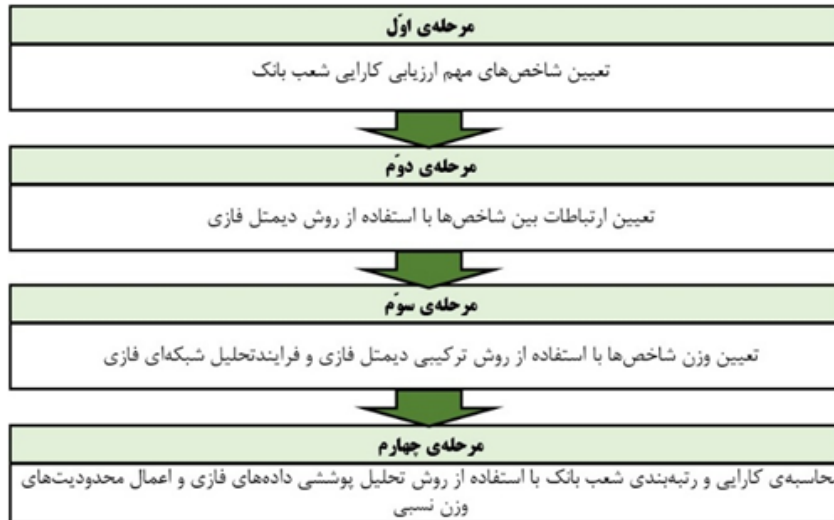 مرحله‌ی اوّل
تعیین شاخص‌های مهم ارزیابی کارایی شعب بانک
مرحله‌ی دوّم
تعیین ارتباطات بین شاخص‌ها با استفاده از روش دیمتل فازی
مرحله‌ی سوّم
تعیین وزن شاخص‌ها با استفاده از روش ترکیبی دیمتل فازی و فرایندتحلیل شبکه‌ای فازی
مرحله‌ی چهارم
محاسبه‌ی کارایی و رتبه‌بندی شعب بانک با استفاده از روش تحلیل پوششی داده‌های فازی و اعمال محدودیت‌های
وزن نسبی